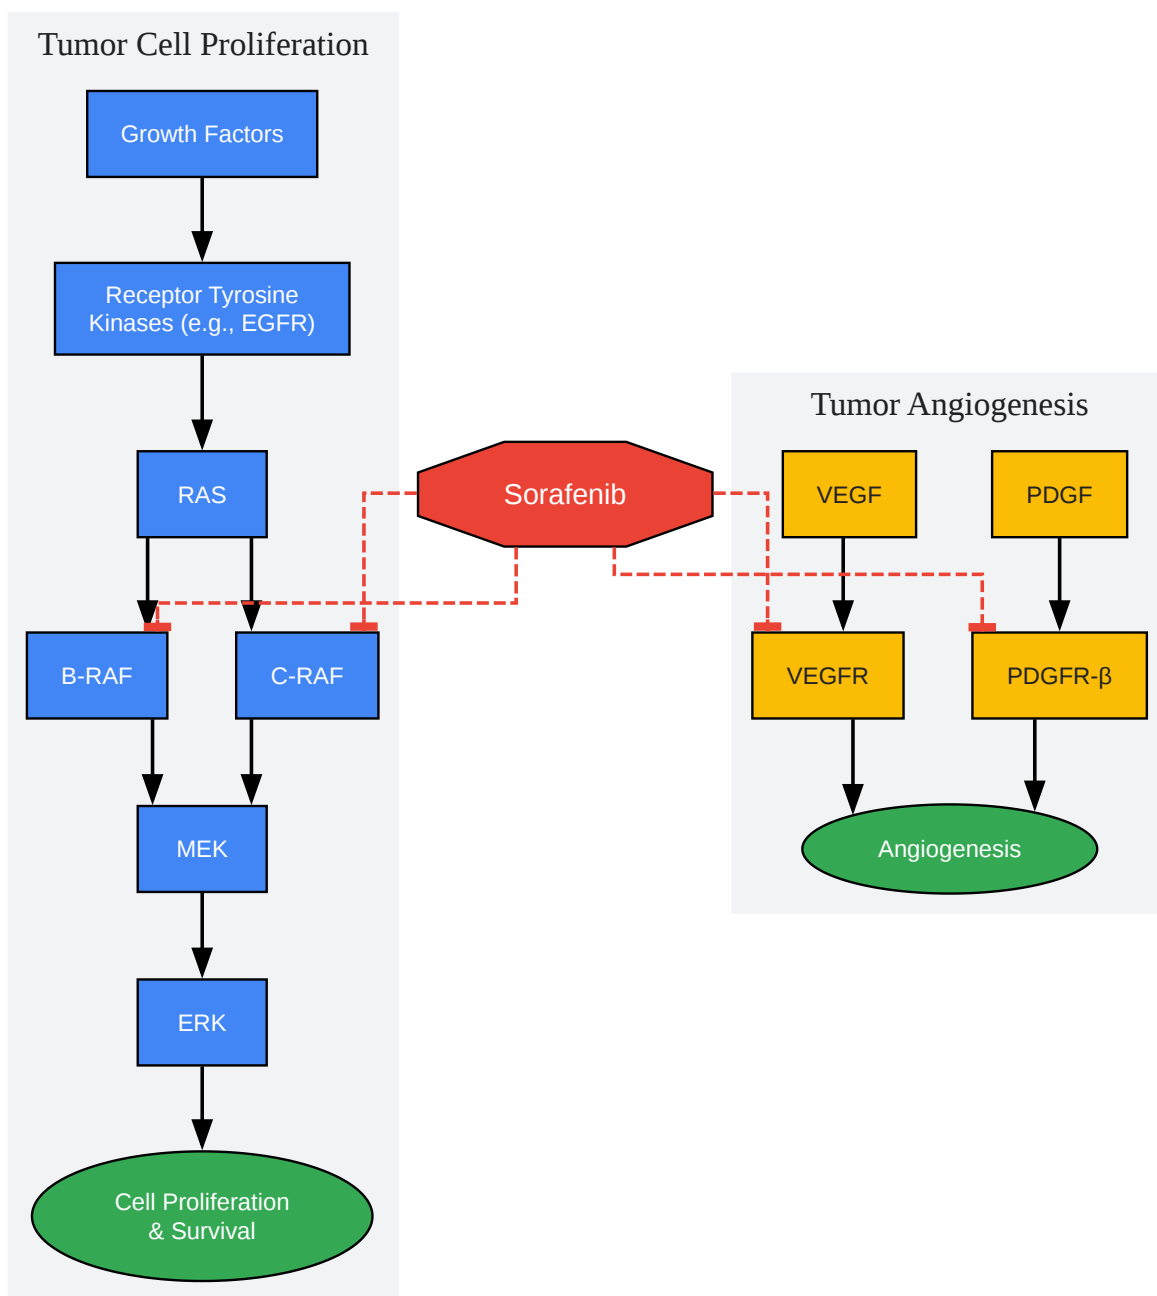 Tumor Cell Proliferation
Growth Factors
Receptor Tyrosine
Kinases (e.g., EGFR)
RAS
B-RAF
C-RAF
MEK
ERK
Cell Proliferation
& Survival
Sorafenib
Tumor Angiogenesis
VEGF
PDGF
VEGFR
PDGFR-β
Angiogenesis